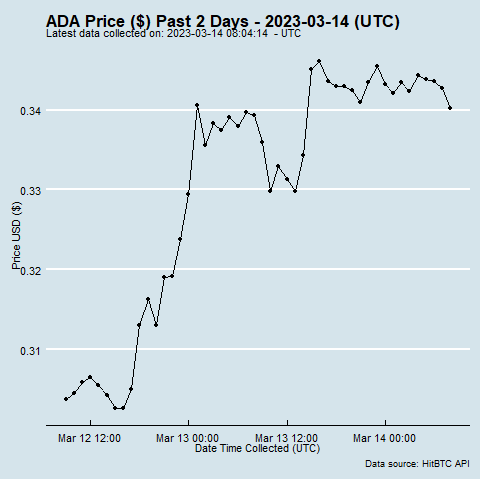 ADA Price ($) Past 2 Days - 2023-03-14 (UTC)
Latest data collected on: 2023-03-14 08:04:14 - UTC
0.34
0.33
0.32
0.31
Price USD ($)
Mar 12 12:00
Mar 13 00:00
Mar 13 12:00
Mar 14 00:00
Date Time Collected (UTC)
Data source: HitBTC API